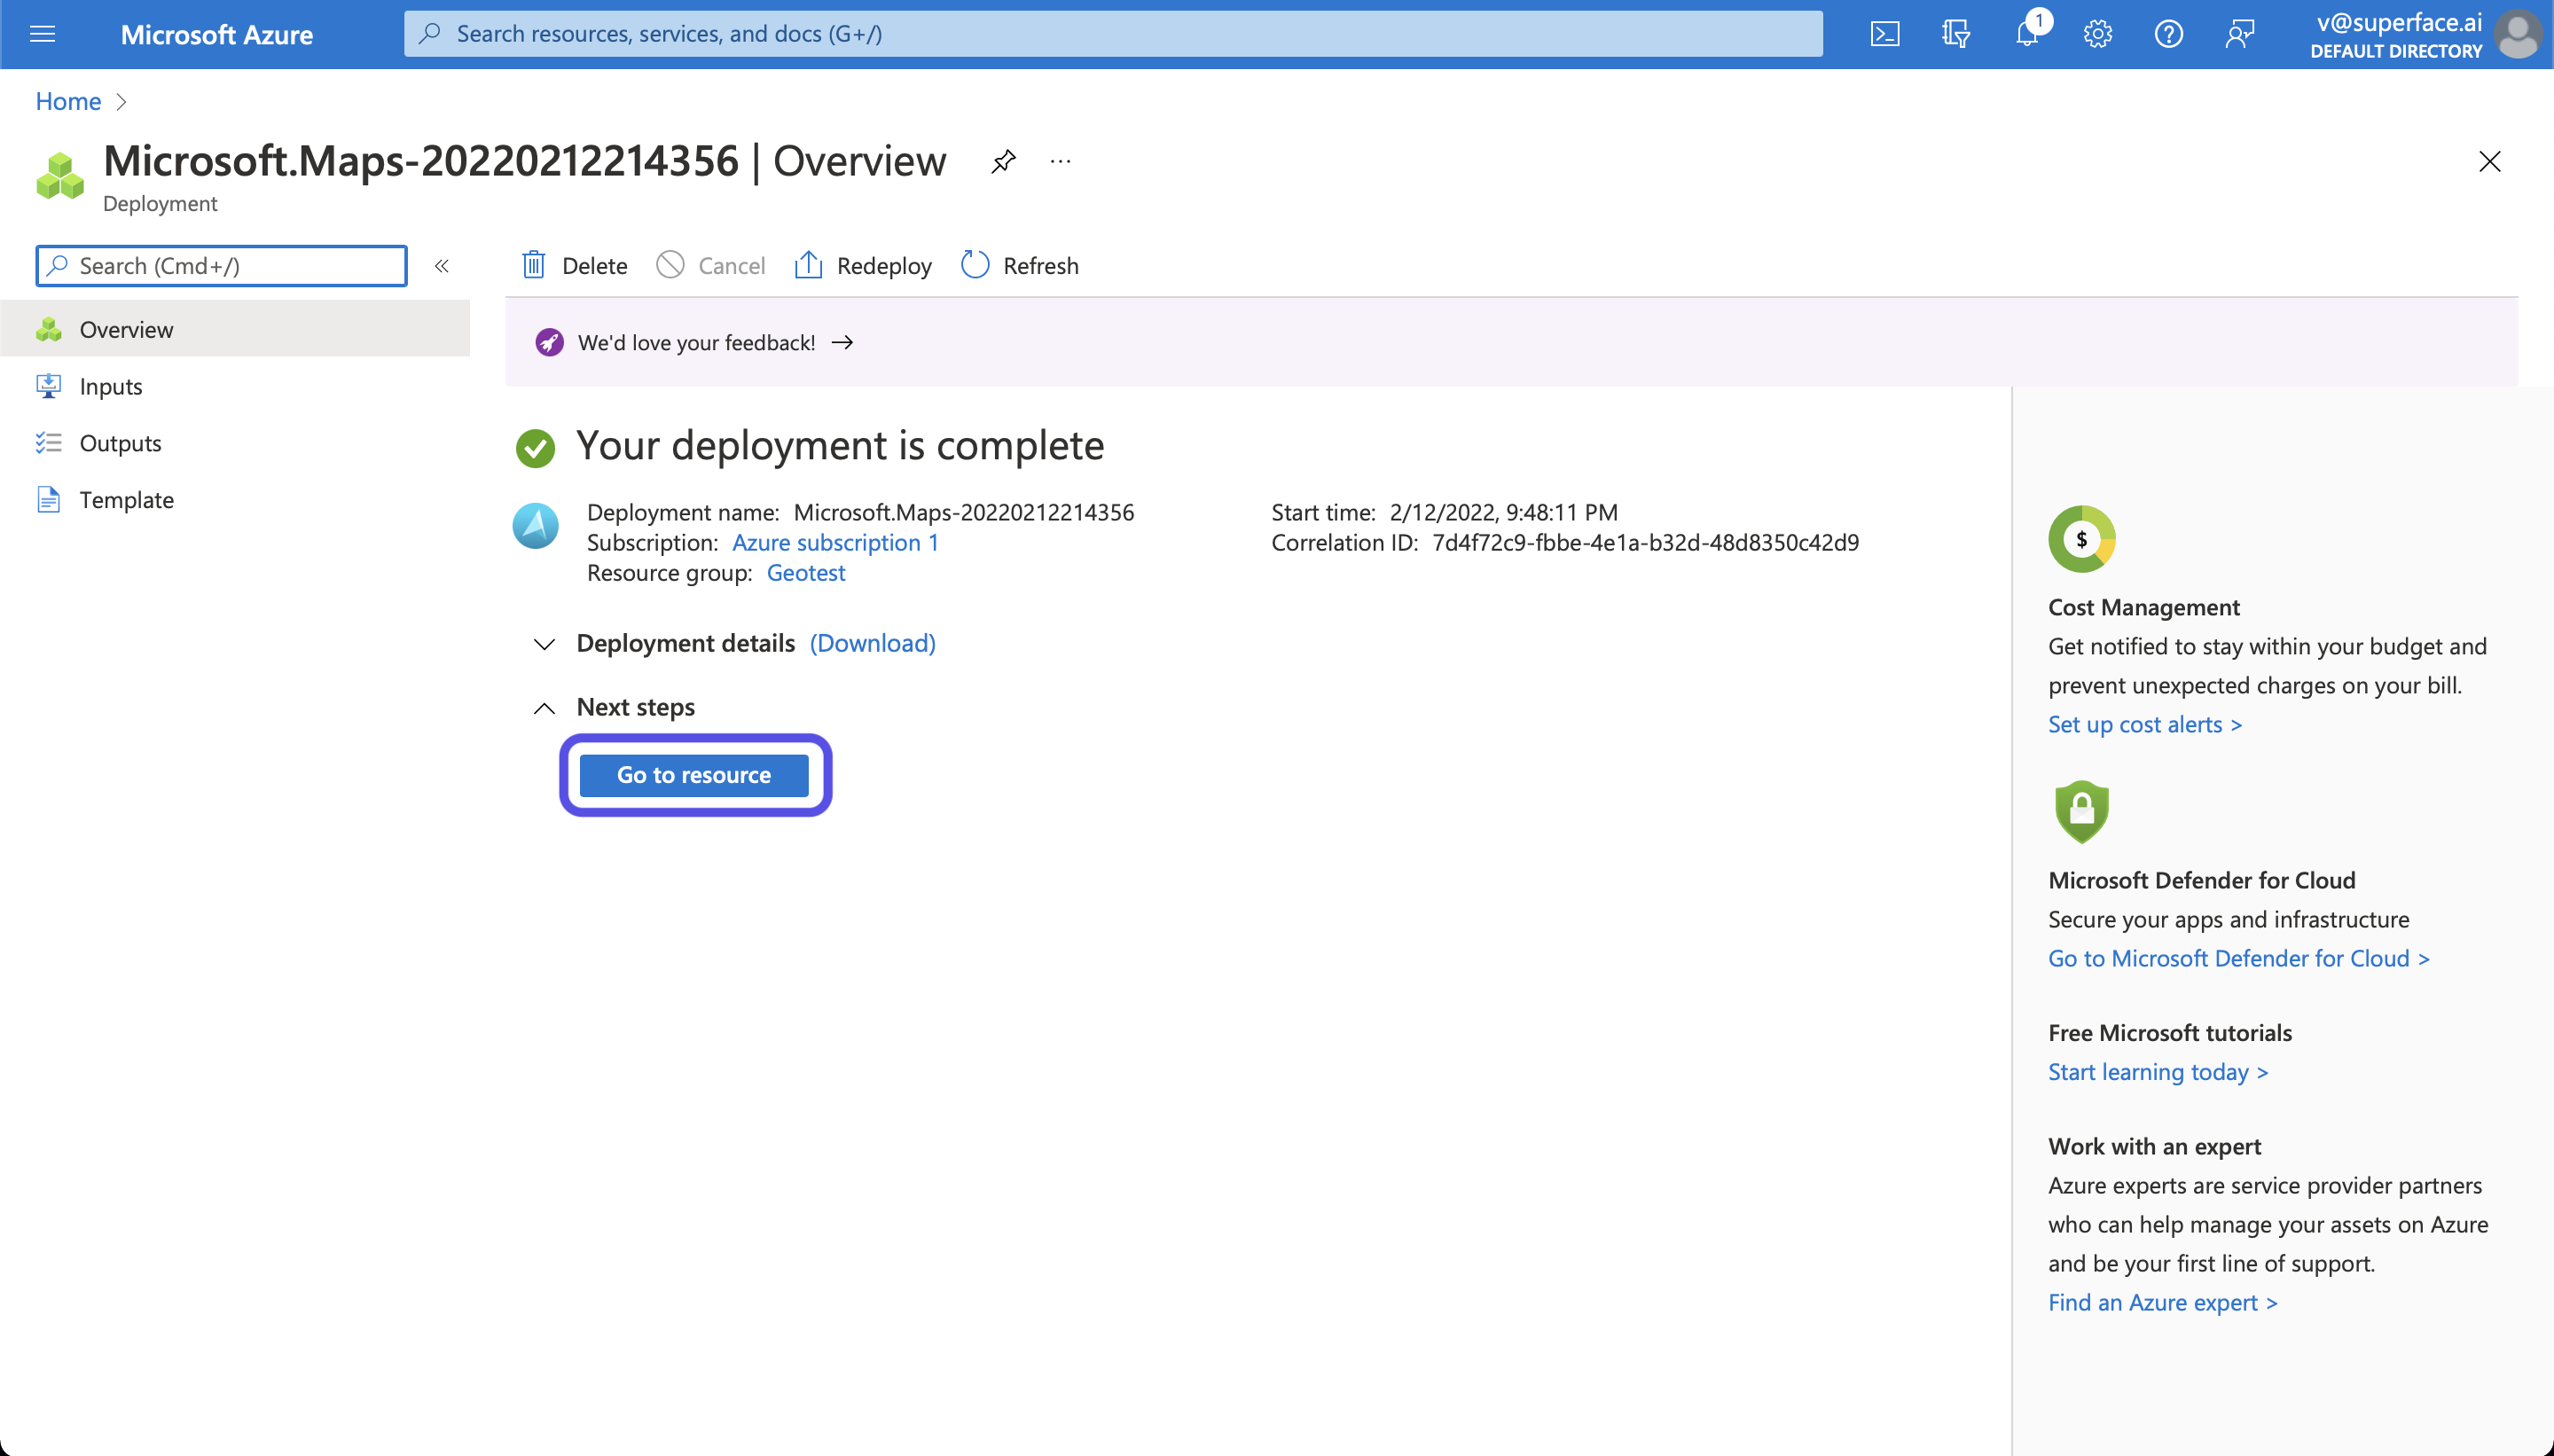 Microsoft Azure
Search resources, services, and docs (G+/)
1
v@superface.ai
DEFAULT DIRECTORY
Home
Microsoft.Maps-20220212214356 | Overview
...
Deployment
Search (Cmd+/)
«
Delete
Cancel
Redeploy
Refresh
Overview
Inputs
Outputs
Template
We'd love your feedback! →
Your deployment is complete
Deployment name: Microsoft.Maps-20220212214356
Subscription: Azure subscription 1
Resource group: Geotest
Start time: 2/12/2022, 9:48:11 PM
Correlation ID: 7d4f72c9-fbbe-4e1a-b32d-48d8350c42d9
Deployment details (Download)
Next steps
Go to resource
$
Cost Management
Get notified to stay within your budget and
prevent unexpected charges on your bill.
Set up cost alerts >
Microsoft Defender for Cloud
Secure your apps and infrastructure
Go to Microsoft Defender for Cloud >
Free Microsoft tutorials
Start learning today >
Work with an expert
Azure experts are service provider partners
who can help manage your assets on Azure
and be your first line of support.
Find an Azure expert >